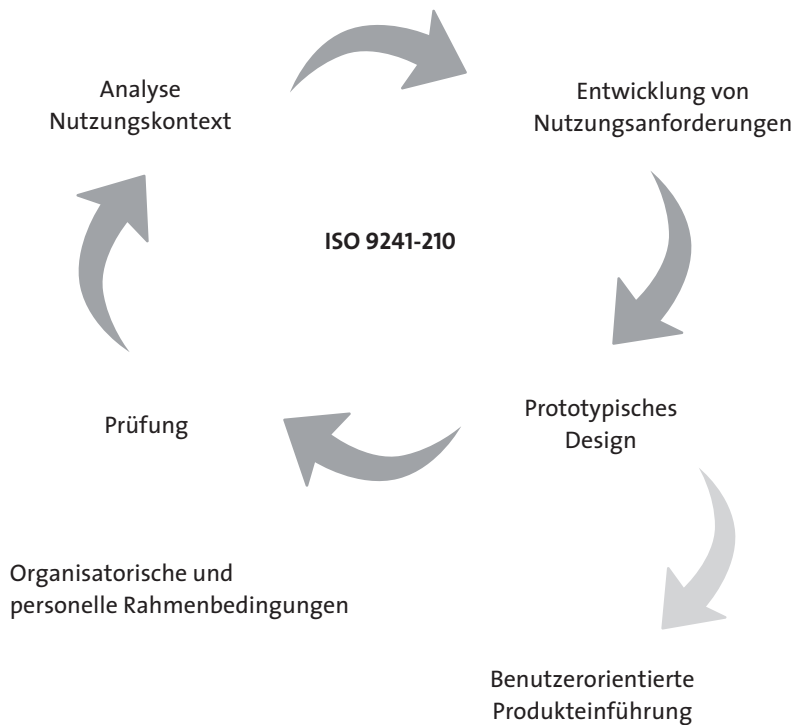 Analyse
Nutzungskontext
Entwicklung von
Nutzungsanforderungen
ISO 9241-210
Prüfung
Prototypisches
Design
Organisatorische und
personelle Rahmenbedingungen
Benutzerorientierte
Produkteinführung